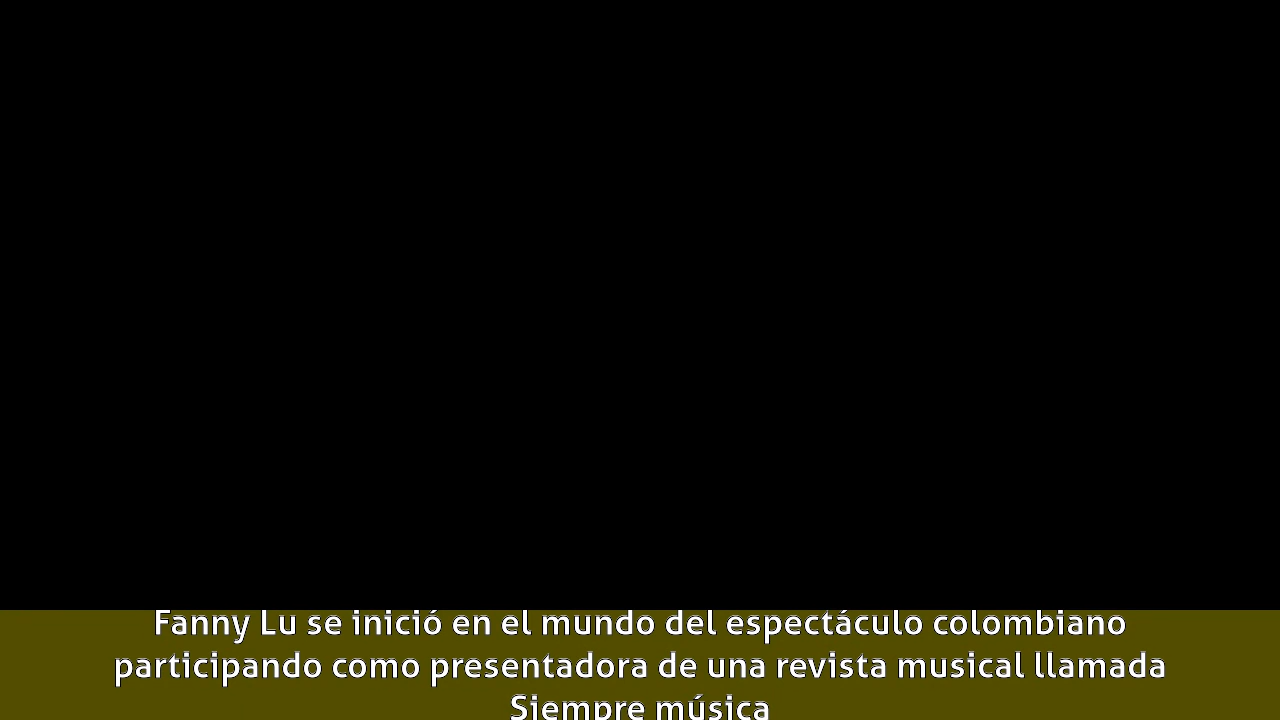 Fanny Lu se inició en el mundo del espectáculo colombiano
participando como presentadora de una revista musical llamada
Siempre música